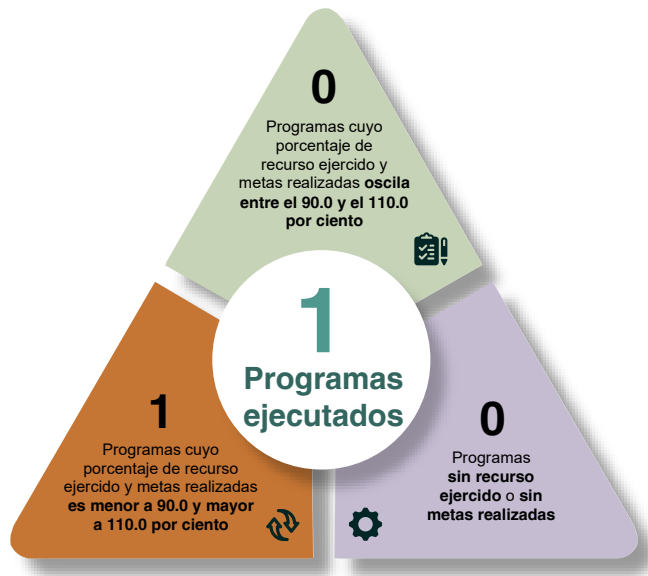 0
Programas cuyo
porcentaje de
recurso ejercido y
metas realizadas oscila
entre el 90.0 y el 110.0
por ciento
1
Programas
ejecutados
1
Programas cuyo
porcentaje de recurso
ejercido y metas realizadas
es menor a 90.0 y mayor
a 110.0 por ciento
0
Programas
sin recurso
ejercido o sin
metas realizadas